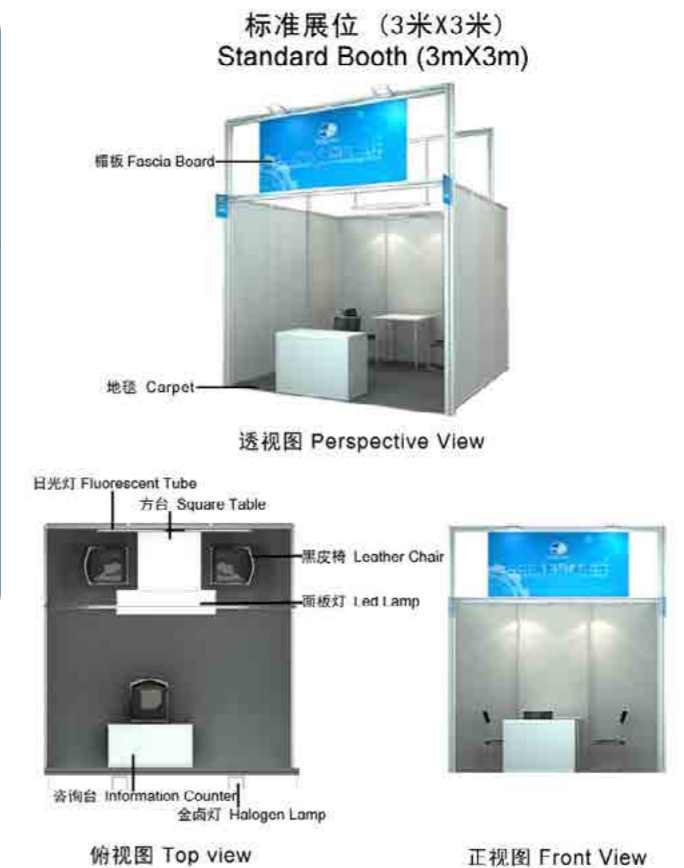 标准展位 (3米X3米)
Standard Booth (3mX3m)
楣板 Fascia Board
地毯 Carpet
透视图 Perspective View
日光灯 Fluorescent Tube
方台 Square Table
黑皮椅 Leather Chair
面板灯 Led Lamp
咨询台 Information Counter
金卤灯 Halogen Lamp
俯视图 Top view
正视图 Front View